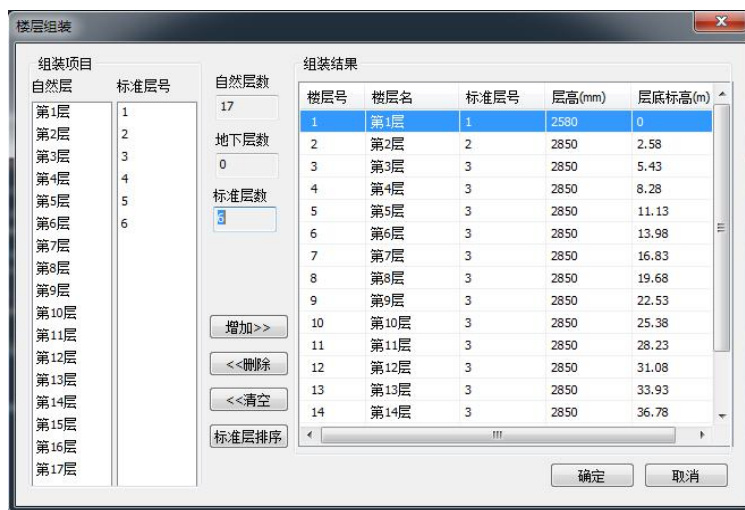 楼层组装
组装项目
自然层
标准层号
第1层
第2层
第3层
第4层
第5层
第6层
第7层
第8层
第9层
第10层
第11层
第12层
第13层
第14层
第15层
第16层
第17层
1
2
3
4
5
6
自然层数
17
地下层数
0
标准层数
6
增加>>
<<删除
<<清空
标准层排序
组装结果
楼层号 楼层名 标准层号 层高(mm) 层底标高(m)
1 第1层 1 2580 0
2 第2层 2 2850 2.58
3 第3层 3 2850 5.43
4 第4层 3 2850 8.28
5 第5层 3 2850 11.13
6 第6层 3 2850 13.98
7 第7层 3 2850 16.83
8 第8层 3 2850 19.68
9 第9层 3 2850 22.53
10 第10层 3 2850 25.38
11 第11层 3 2850 28.23
12 第12层 3 2850 31.08
13 第13层 3 2850 33.93
14 第14层 3 2850 36.78
确定
取消